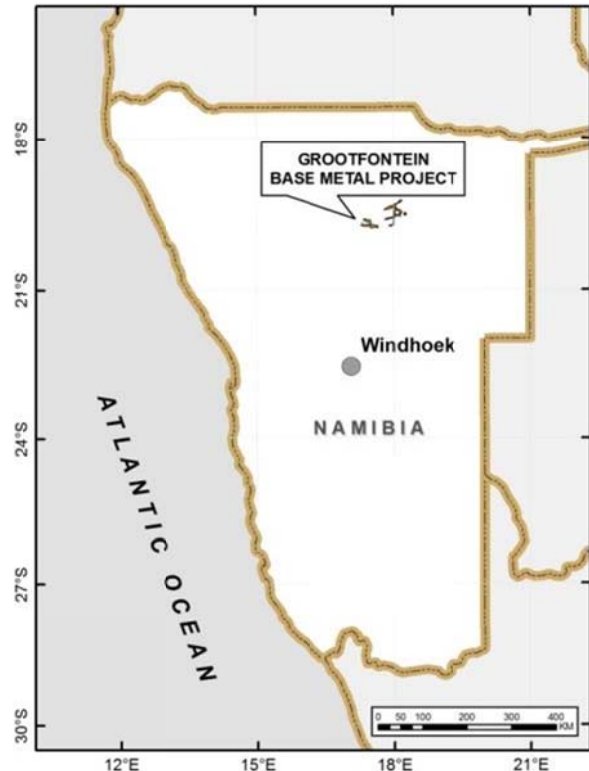 18°S
GROOTFONTEIN
BASE METAL PROJECT
21°S
Windhoek
NAMIBIA
24°S
ATLANTIC OCEAN
27°S
30°S
0 50 100 200 300 400
KM
12°E 15°E 18°E 21°E